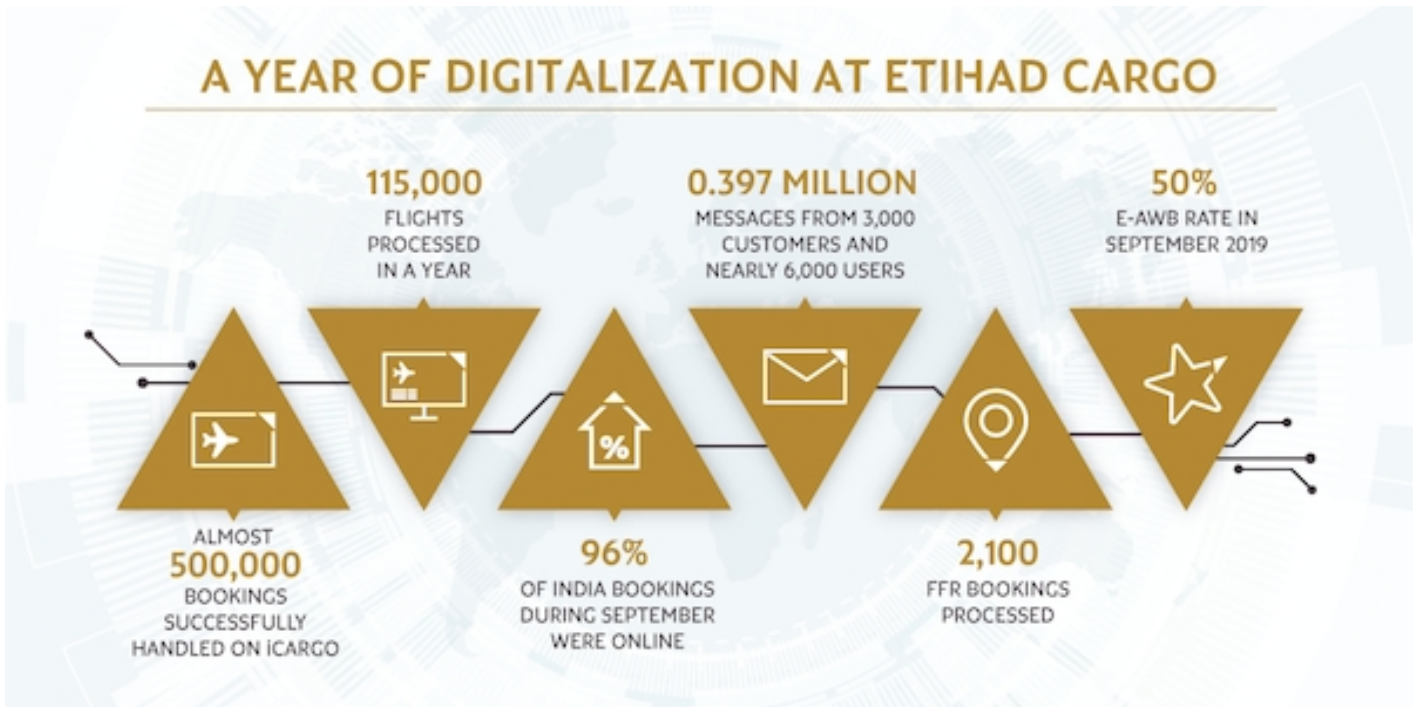 A YEAR OF DIGITALIZATION AT ETIHAD CARGO
115,000
FLIGHTS
PROCESSED
IN A YEAR
0.397 MILLION
MESSAGES FROM 3,000
CUSTOMERS AND
NEARLY 6,000 USERS
50%
E-AWB RATE IN
SEPTEMBER 2019
%
ALMOST
500,000
BOOKINGS
SUCCESSFULLY
HANDLED ON iCARGO
96%
OF INDIA BOOKINGS
DURING SEPTEMBER
WERE ONLINE
2,100
FFR BOOKINGS
PROCESSED